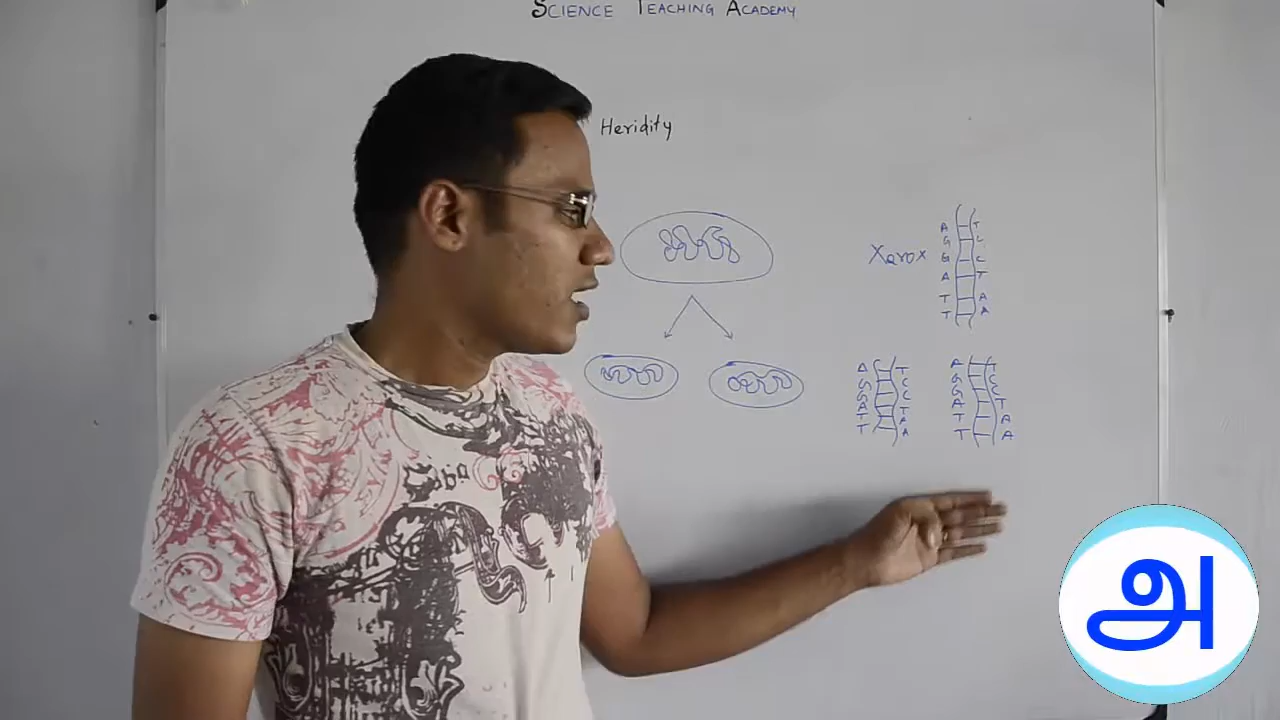 SCIENCE TEACHING ACADEMY
Heridity
Xerox
A T
G C
G C
A T
T A
T A
A T A T
G C G C
G C G C
A T A T
T A T A
T A T A
அ